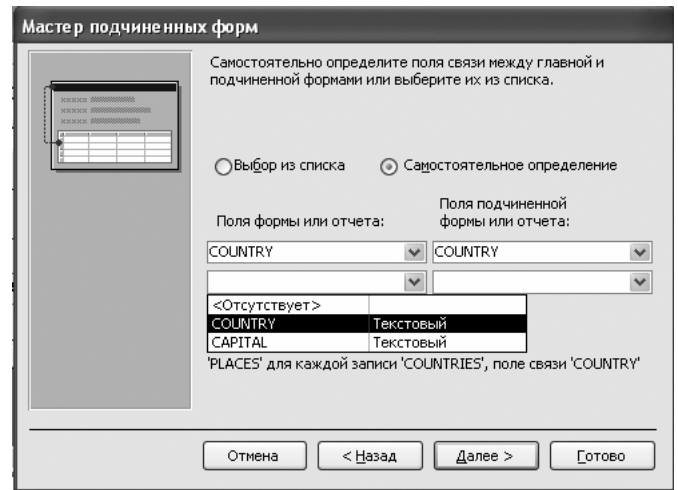 Мастер подчиненных форм
Самостоятельно определите поля связи между главной и
подчиненной формами или выберите их из списка.
Выбор из списка
Самостоятельное определение
Поля формы или отчета:
Поля подчиненной
формы или отчета:
COUNTRY
COUNTRY
<Отсутствует>
COUNTRY Текстовый
CAPITAL Текстовый
'PLACES' для каждой записи 'COUNTRIES', поле связи 'COUNTRY'
Отмена
< Назад
Далее >
Готово